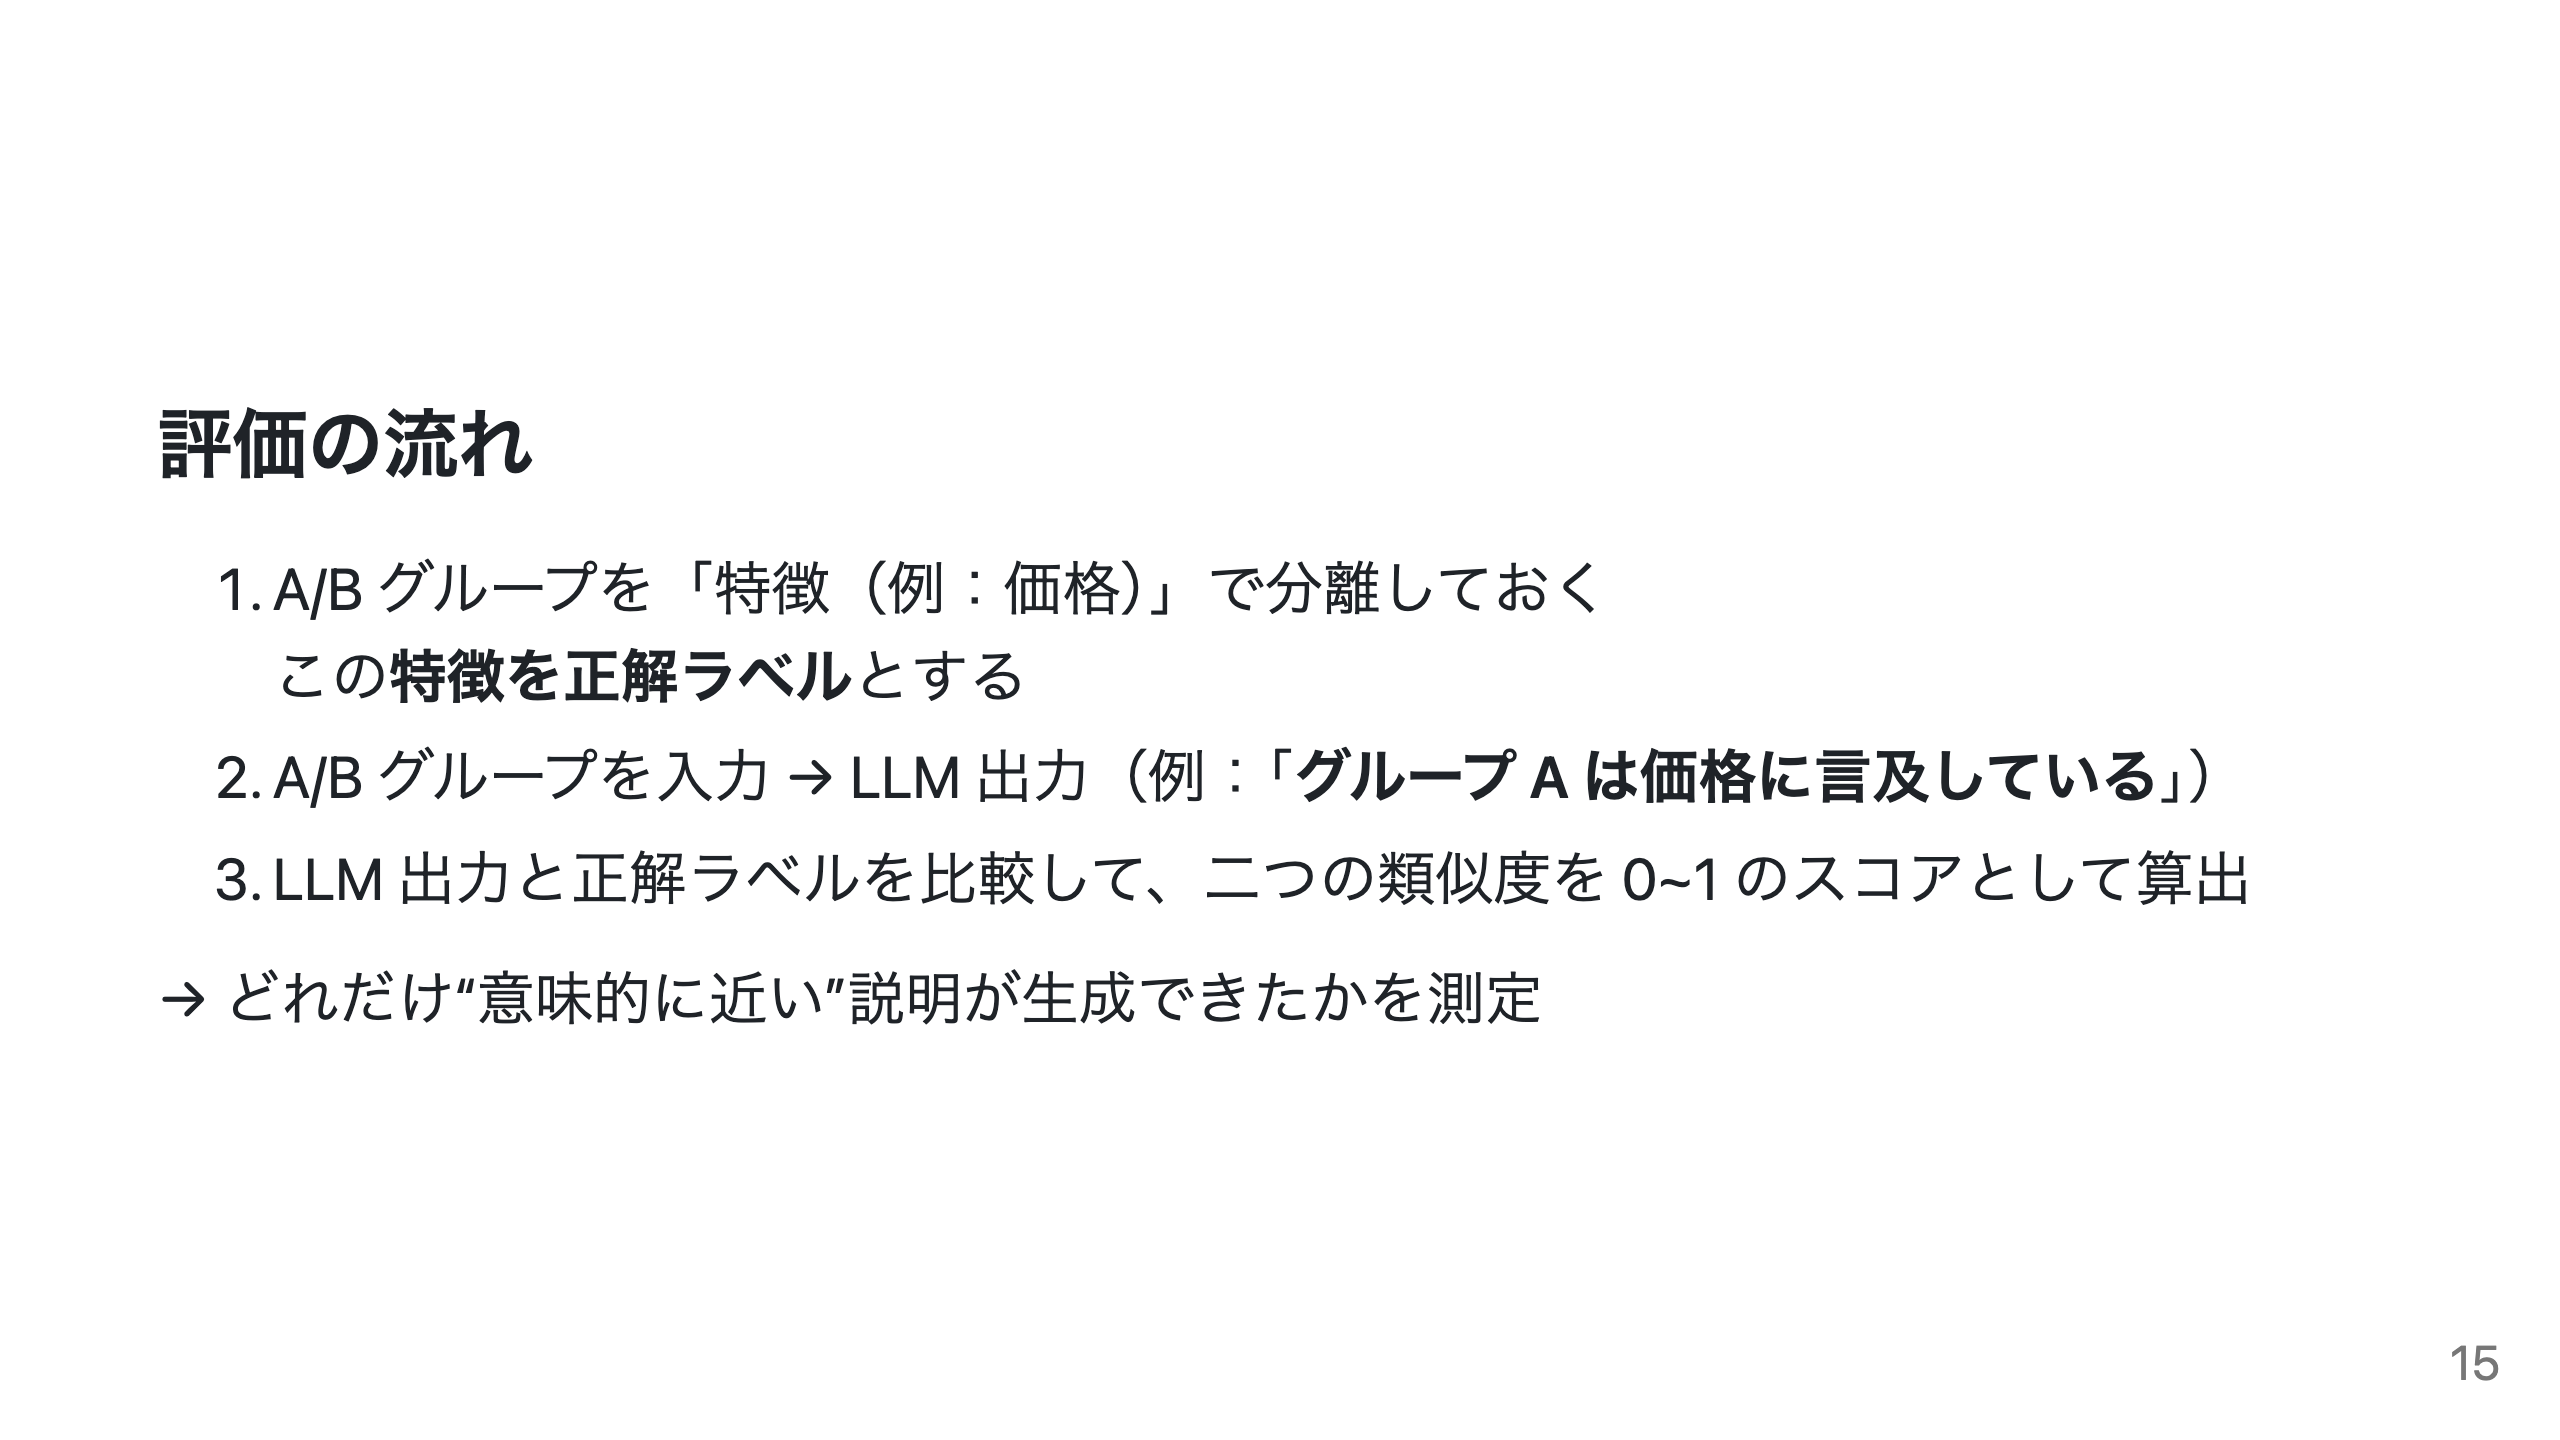 評価の流れ
1. A/B グループを「特徴（例：価格）」で分離しておく
この特徴を正解ラベルとする
2. A/B グループを入力 → LLM 出力（例：「グループ A は価格に言及している」）
3. LLM 出力と正解ラベルを比較して、二つの類似度を 0~1 のスコアとして算出
→ どれだけ“意味的に近い”説明が生成できたかを測定
15